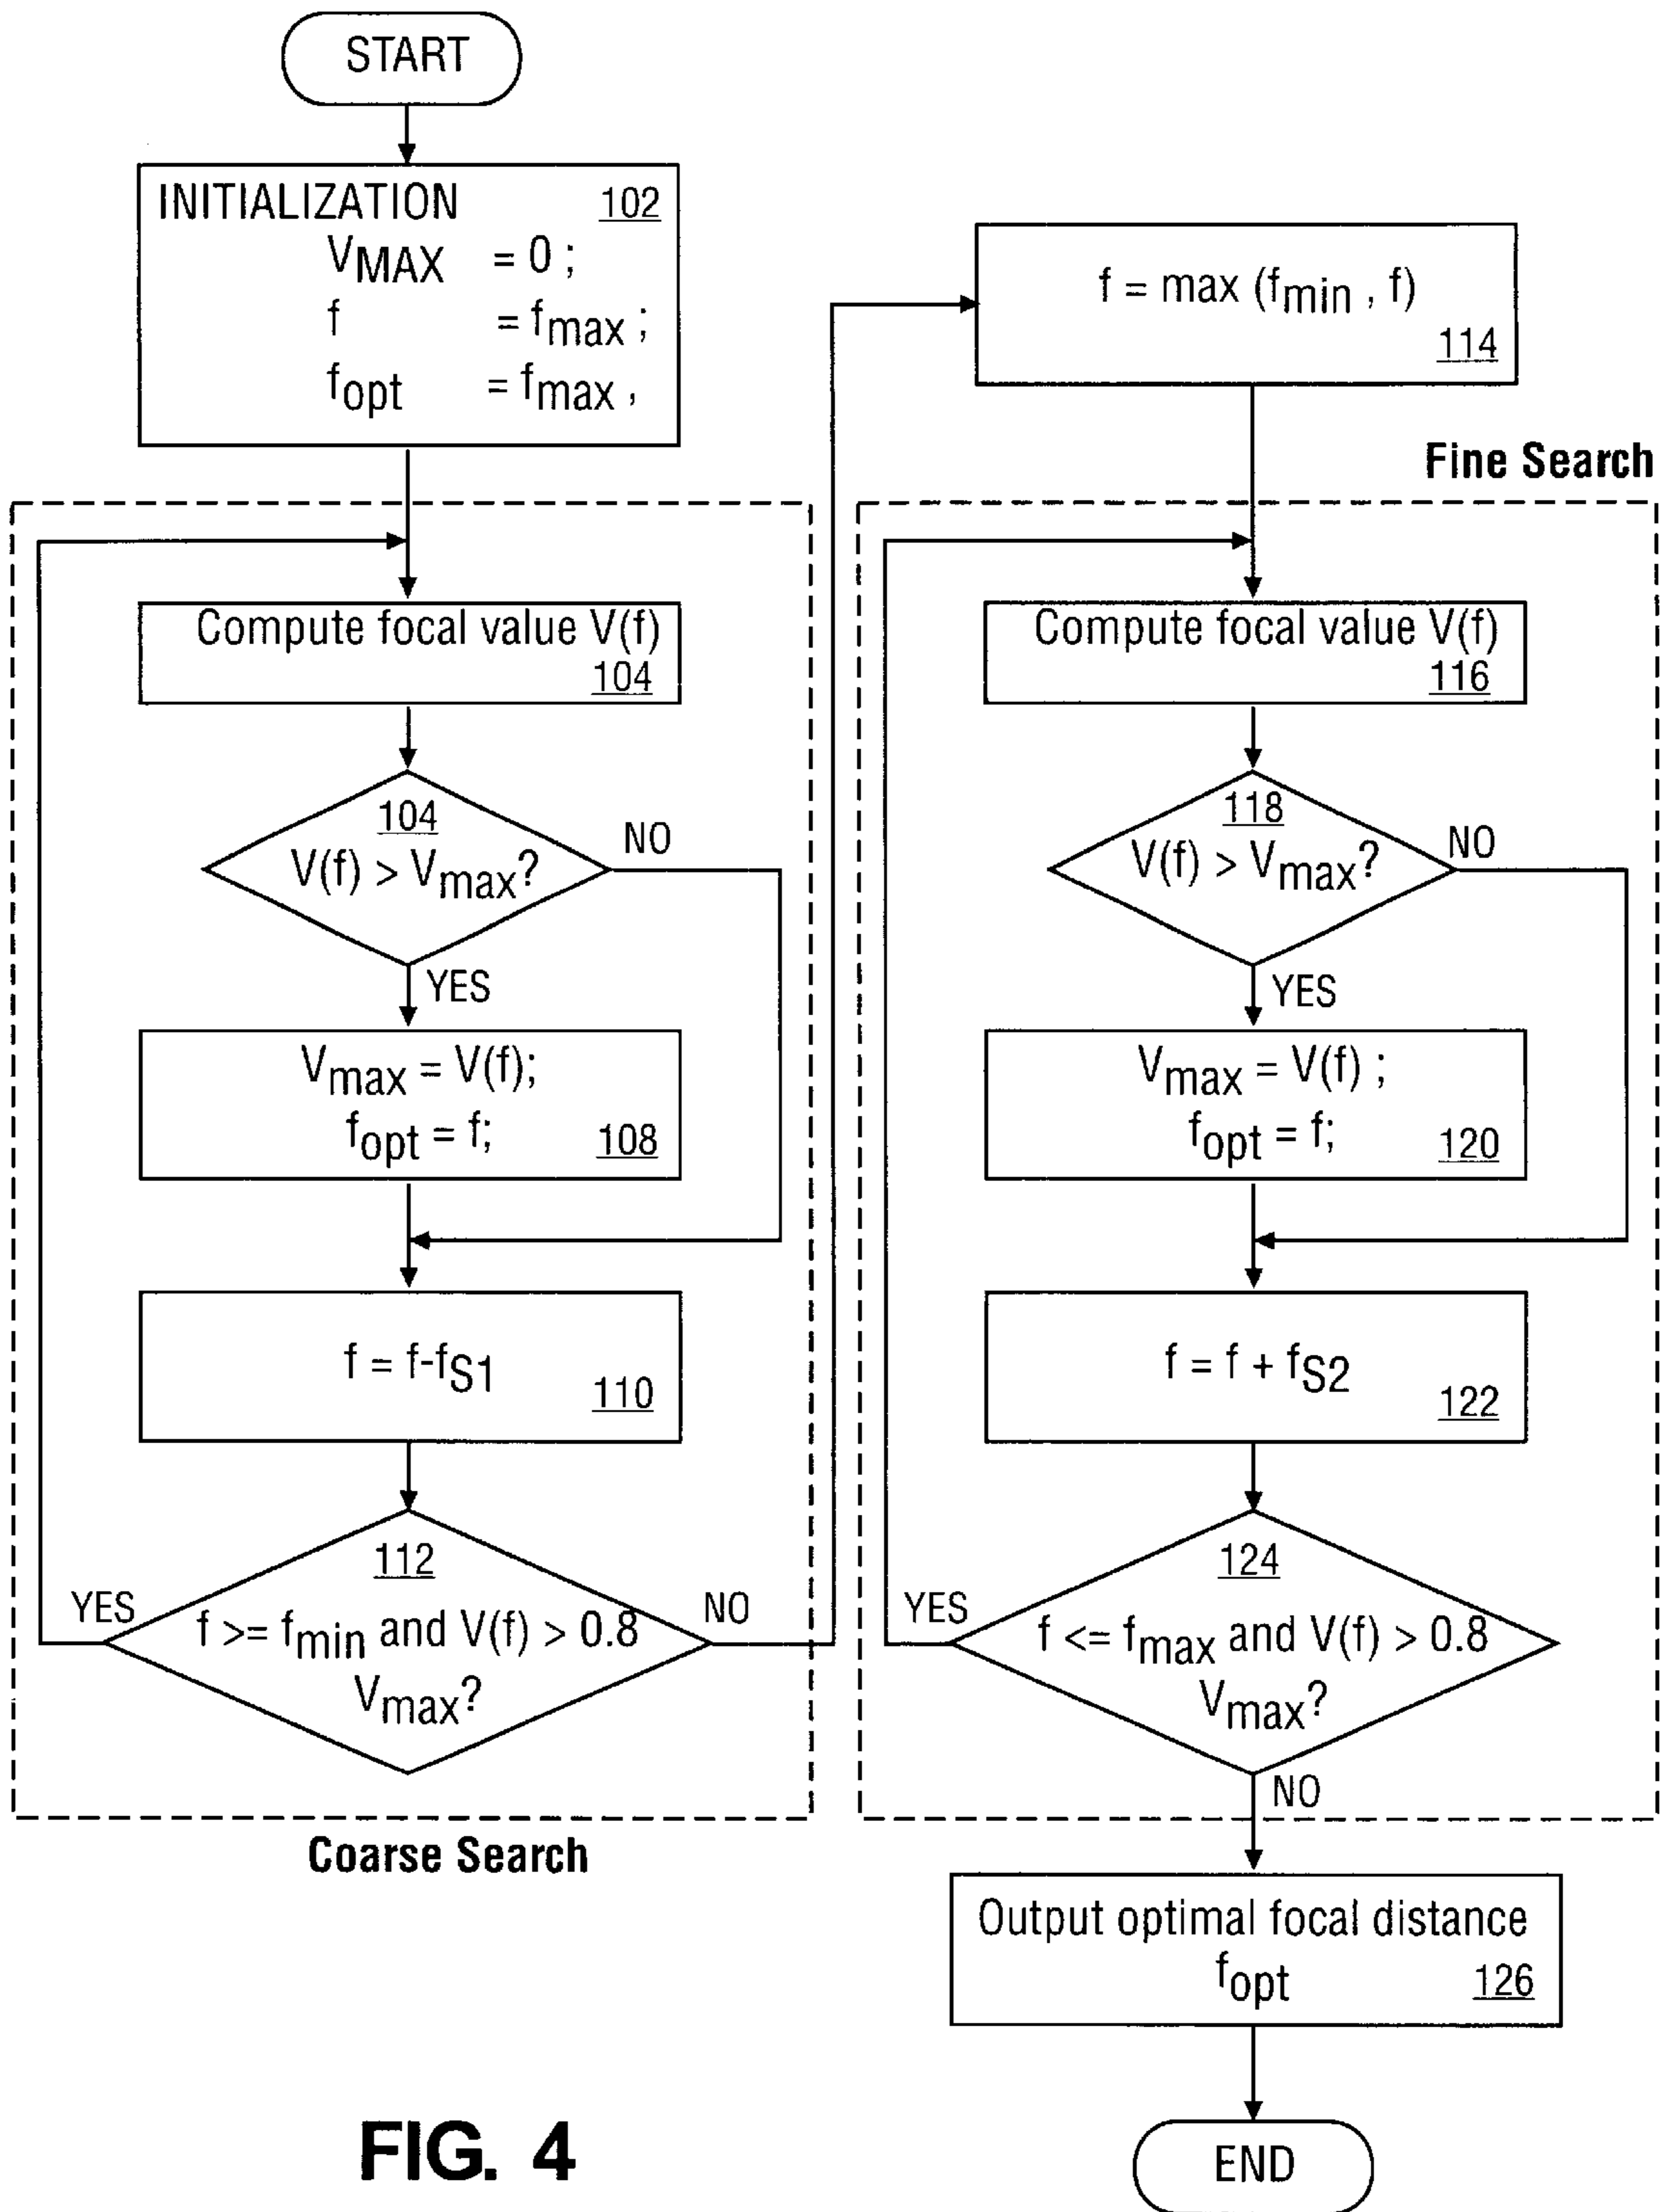 START
INITIALIZATION 102
VMAX = 0 ;
f = fmax ;
fopt = fmax ,
Compute focal value V(f)
104
104
V(f) > Vmax?
NO
YES
Vmax = V(f);
fopt = f; 108
f = f-fS1
110
112
YES
NO
f >= fmin and V(f) > 0.8
Vmax?
Coarse Search
f = max (fmin , f)
114
Fine Search
Compute focal value V(f)
116
118
V(f) > Vmax?
NO
YES
Vmax = V(f) ;
fopt = f; 120
f = f + fS2
122
124
YES
f <= fmax and V(f) > 0.8
Vmax?
NO
Output optimal focal distance
fopt 126
END
FIG. 4